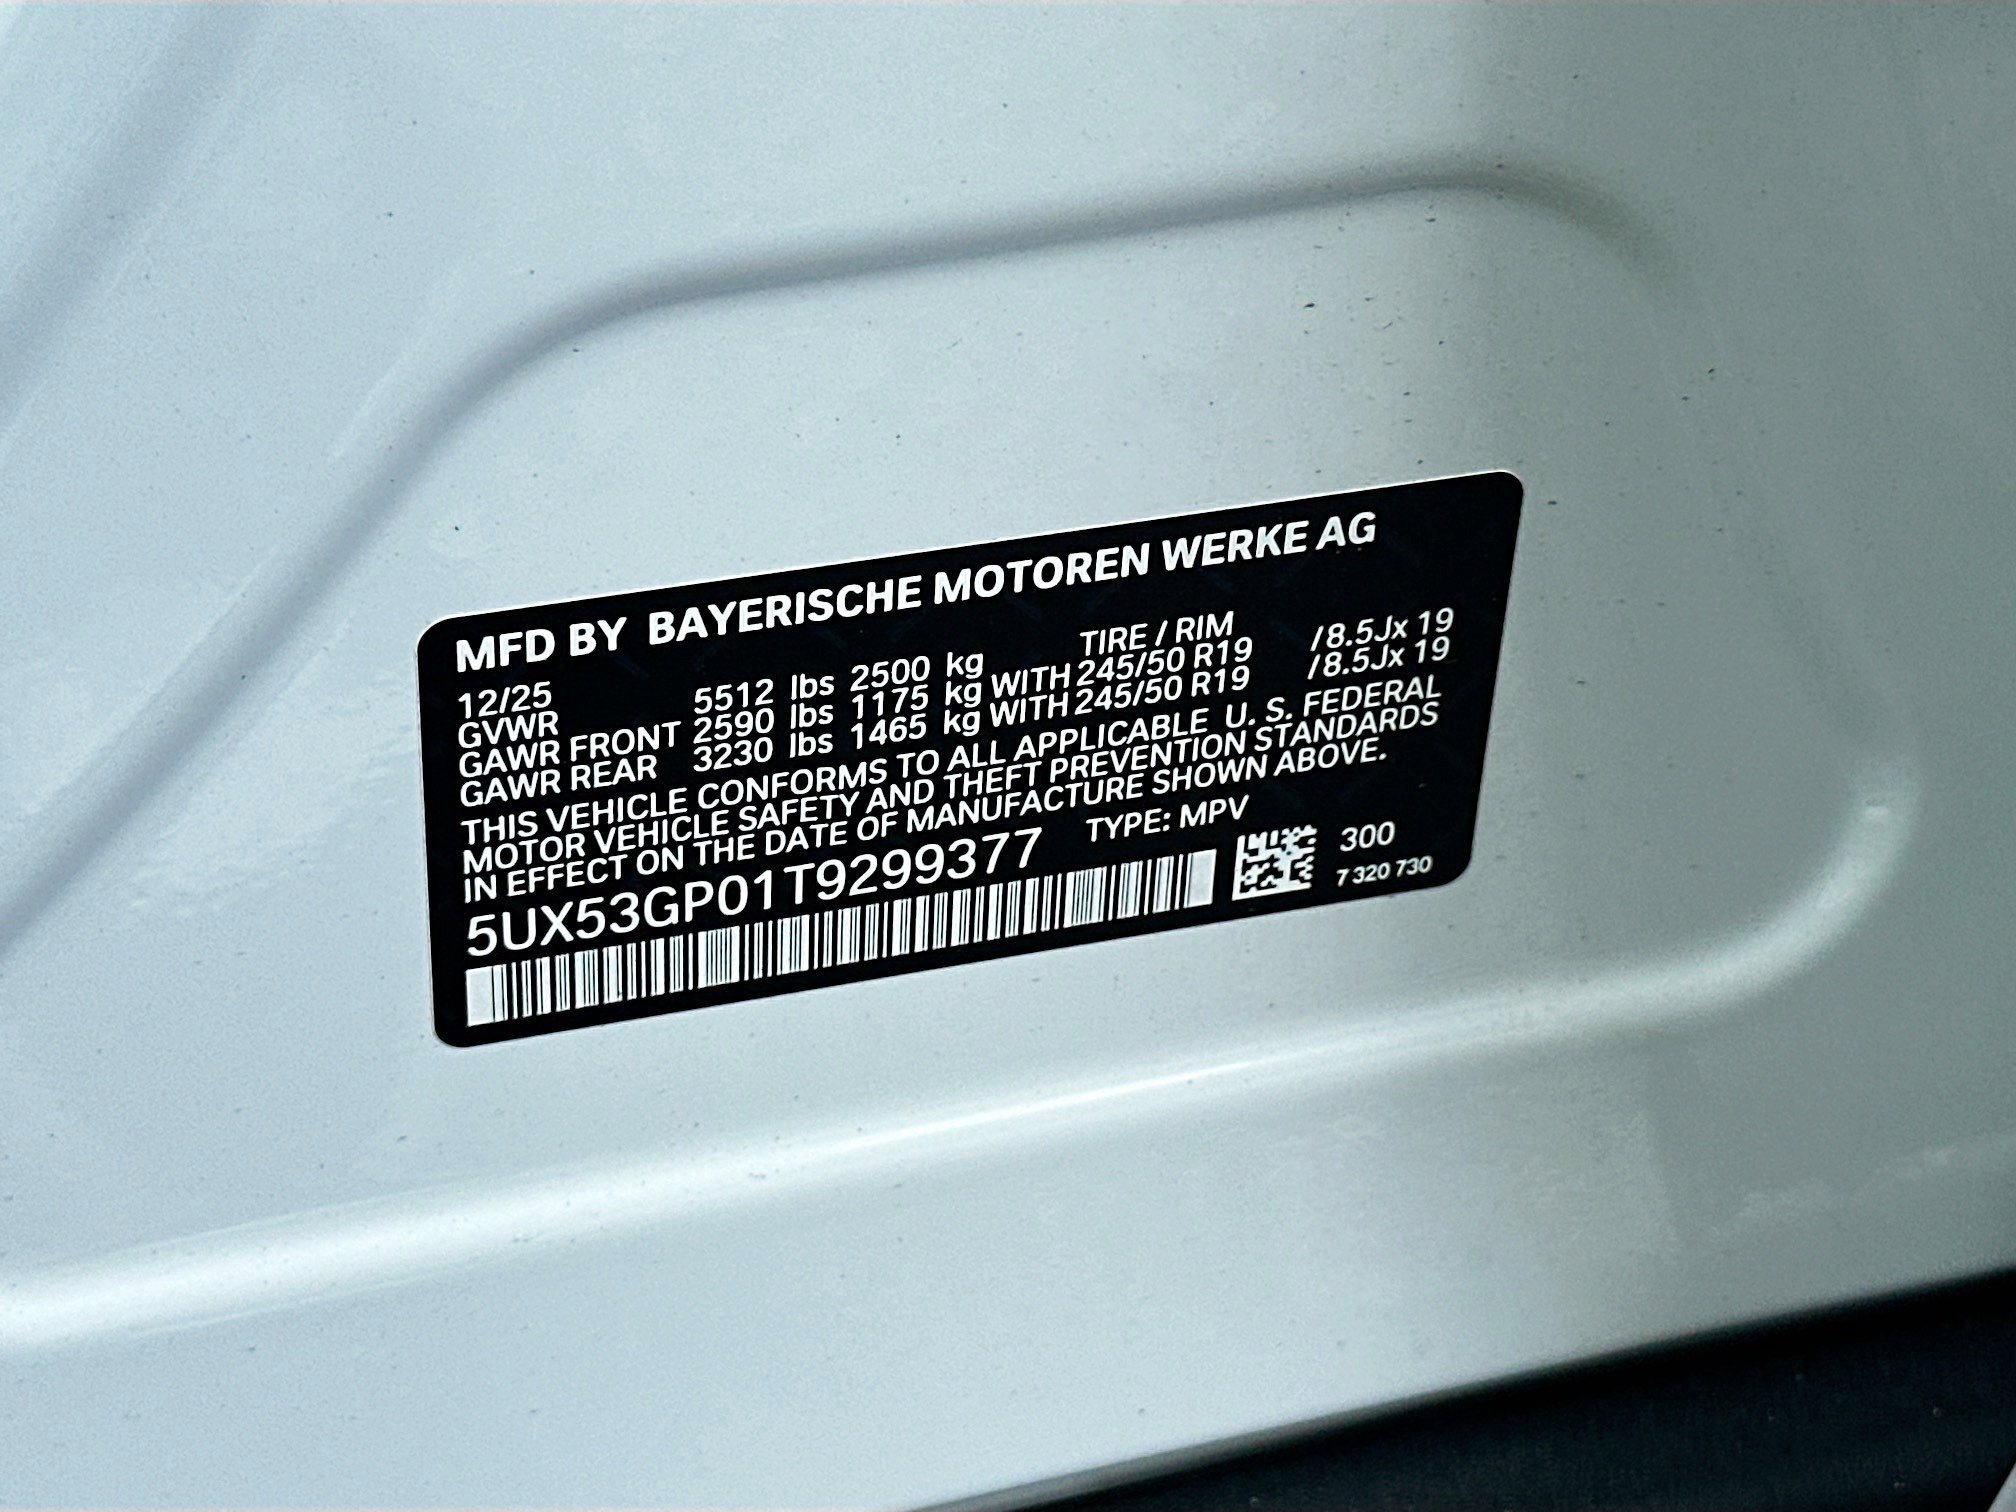 MFD BY BAYERISCHE MOTOREN WERKE AG
12/25 TIRE / RIM
GVWR 5512 lbs 2500 kg
GAWR FRONT 2590 lbs 1175 kg WITH 245/50 R19 /8.5Jx 19
GAWR REAR 3230 lbs 1465 kg WITH 245/50 R19 /8.5Jx 19
THIS VEHICLE CONFORMS TO ALL APPLICABLE U. S. FEDERAL
MOTOR VEHICLE SAFETY AND THEFT PREVENTION STANDARDS
IN EFFECT ON THE DATE OF MANUFACTURE SHOWN ABOVE.
5UX53GP01T9299377 TYPE: MPV
300
7 320 730